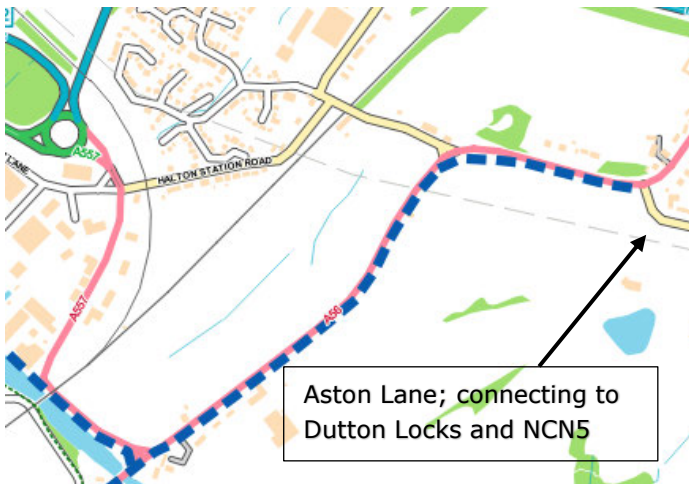 A557
LANE
HALTON STATION ROAD
A557
A56
Aston Lane; connecting to
Dutton Locks and NCN5